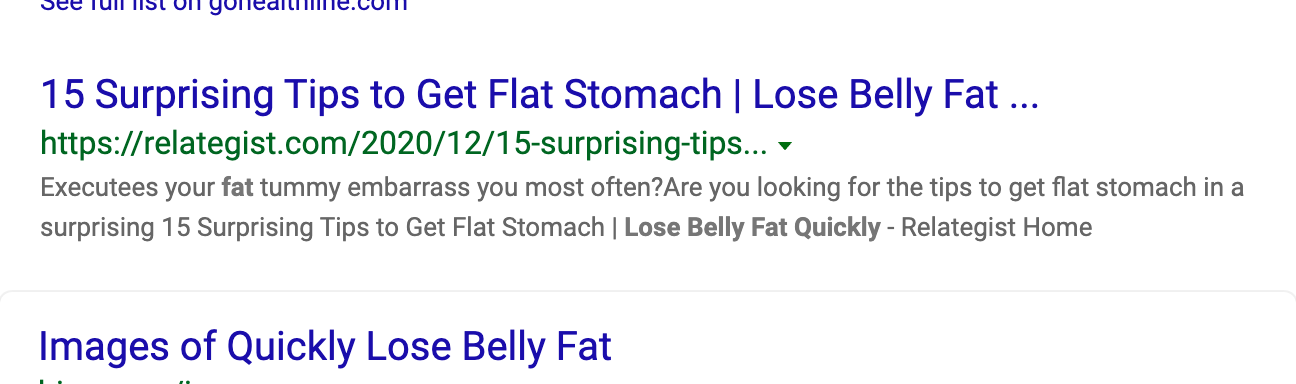 See full list on gohealthline.com
15 Surprising Tips to Get Flat Stomach | Lose Belly Fat ...
https://relategist.com/2020/12/15-surprising-tips...
Executees your fat tummy embarrass you most often?Are you looking for the tips to get flat stomach in a
surprising 15 Surprising Tips to Get Flat Stomach | Lose Belly Fat Quickly - Relategist Home
Images of Quickly Lose Belly Fat